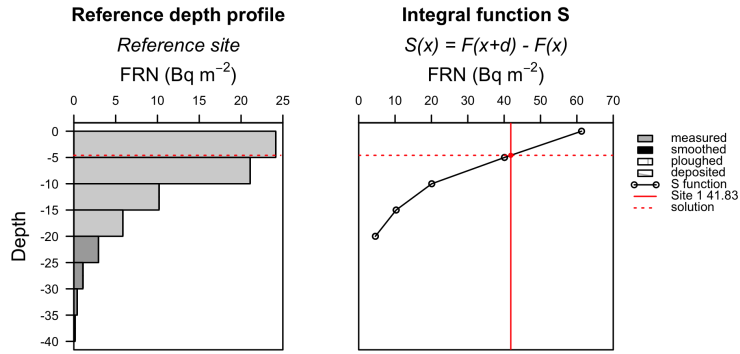 Reference depth profile
Reference site
FRN (Bq m⁻²)
0 5 10 15 20 25
Depth
0
-5
-10
-15
-20
-25
-30
-35
-40
Integral function S
S(x) = F(x+d) - F(x)
FRN (Bq m⁻²)
0 10 20 30 40 50 60 70
measured
smoothed
ploughed
deposited
S function
Site 1 41.83
solution